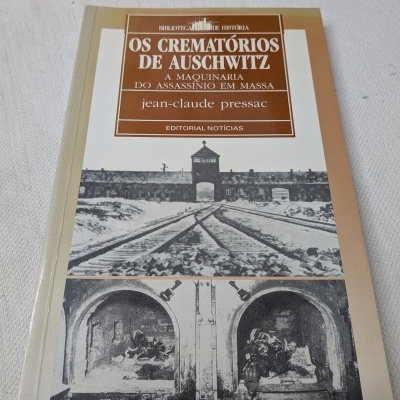 BIBLIOTECA DE HISTÓRIA
OS CREMATÓRIOS
DE AUSCHWITZ
A MAQUINARIA
DO ASSASSÍNIO EM MASSA
jean-claude pressac
EDITORIAL NOTÍCIAS